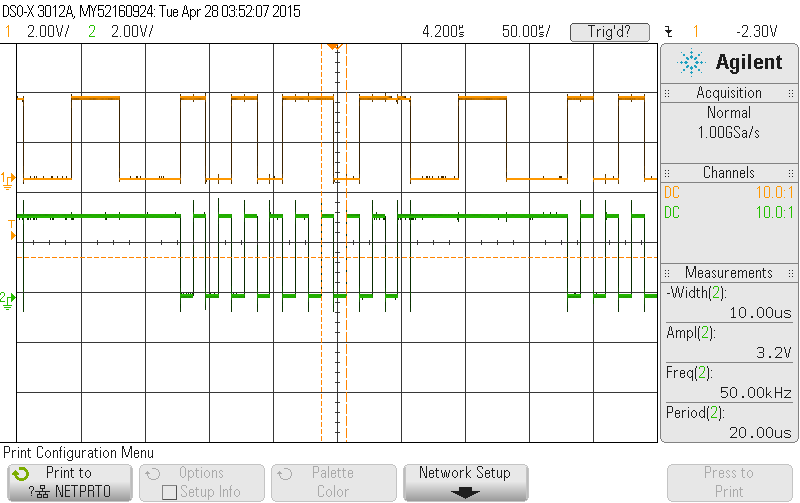 DSO-X 3012A, MY52160924: Tue Apr 28 03:52:07 2015
1 2.00V/ 2 2.00V/ 4.200s/ 50.00s/ Trig'd? 1 -2.30V
Agilent
Acquisition
Normal
1.00GSa/s
Channels
DC 10.0:1
DC 10.0:1
Measurements
-Width(2):
10.00us
Ampl(2):
3.2V
Freq(2):
50.00kHz
Period(2):
20.00us
1
T
2
Print Configuration Menu
Print to
? NETPRTO
Options
Setup Info
Palette
Color
Network Setup
Press to
Print